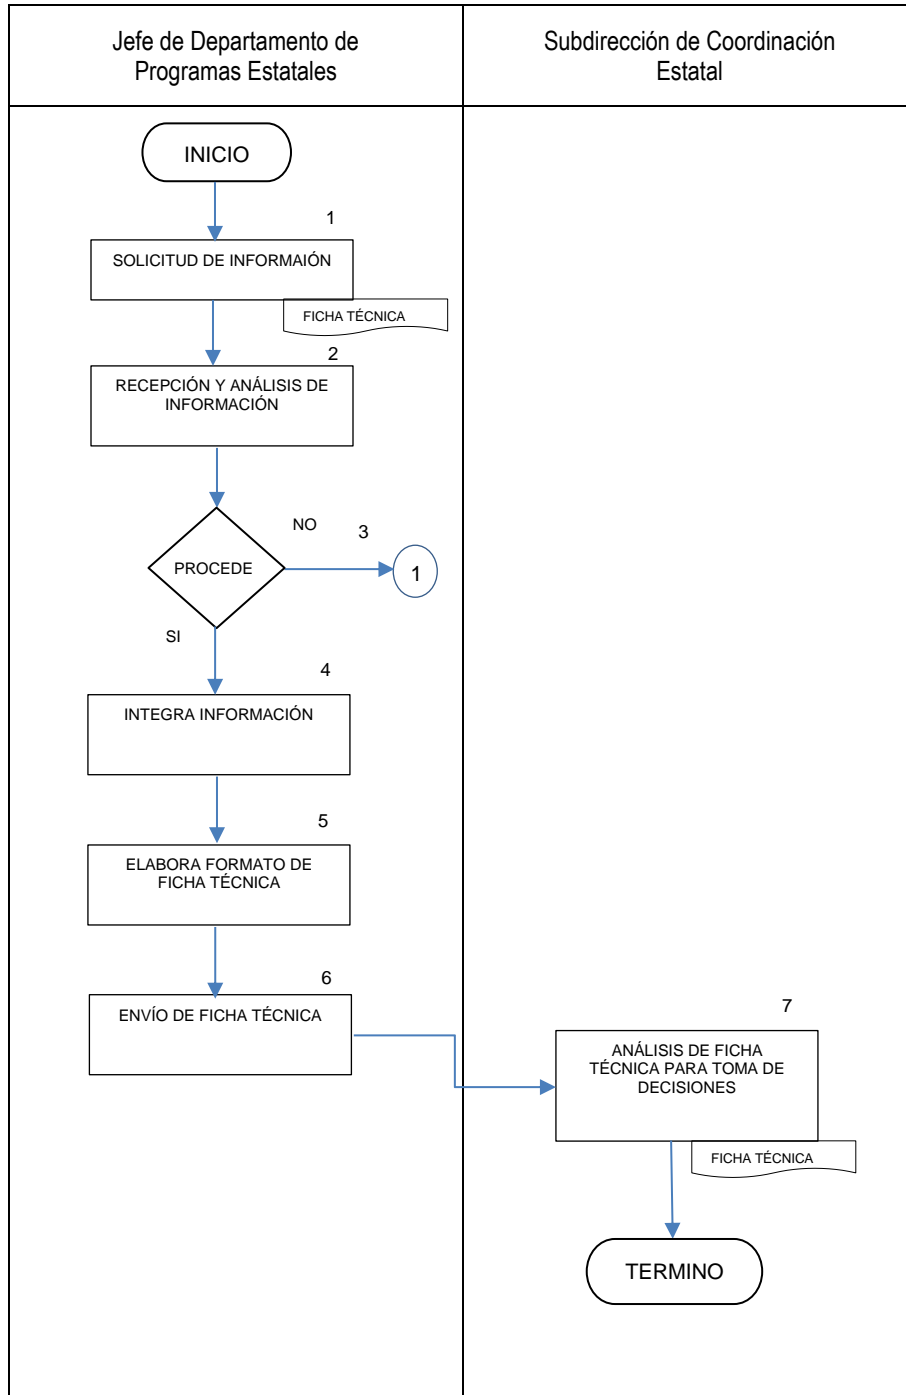 Jefe de Departamento de
Programas Estatales
Subdirección de Coordinación
Estatal
INICIO
1
SOLICITUD DE INFORMAIÓN
FICHA TÉCNICA
2
RECEPCIÓN Y ANÁLISIS DE
INFORMACIÓN
NO
3
PROCEDE
1
SI
4
INTEGRA INFORMACIÓN
5
ELABORA FORMATO DE
FICHA TÉCNICA
6
ENVÍO DE FICHA TÉCNICA
7
ANÁLISIS DE FICHA
TÉCNICA PARA TOMA DE
DECISIONES
FICHA TÉCNICA
TERMINO